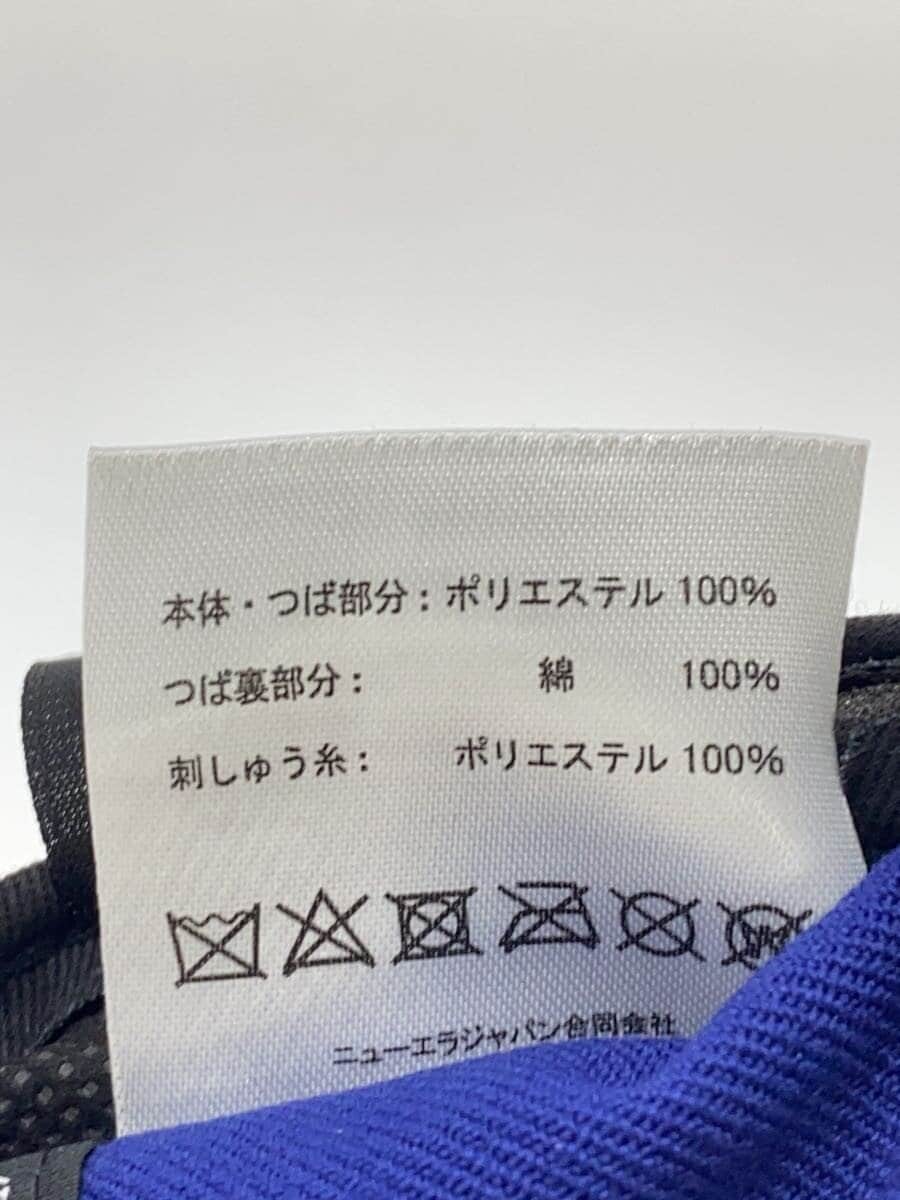 本体・つば部分：ポリエステル 100%
つば裏部分： 綿 100%
刺しゅう糸： ポリエステル 100%
ニューエラジャパン合同会社